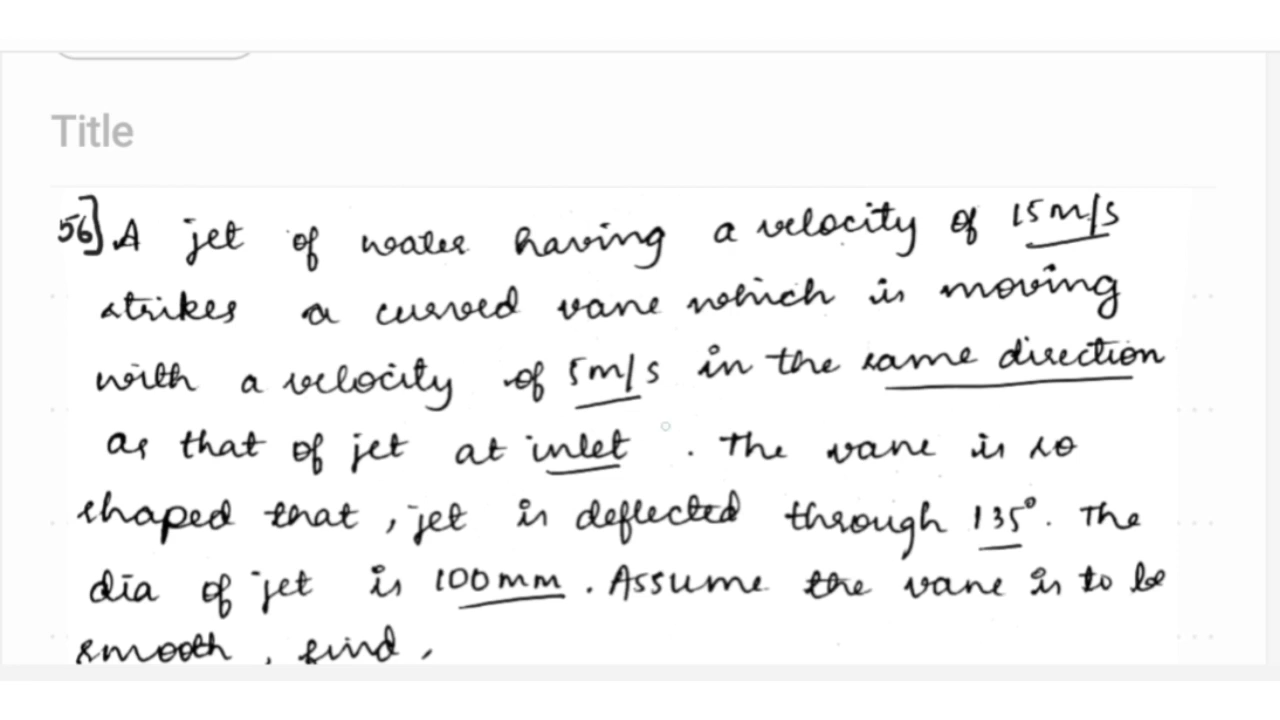 Title
56] A jet of water having a velocity of 15m/s
strikes a curved vane which is moving
with a velocity of 5m/s in the same direction
as that of jet at inlet . The vane is so
shaped that , jet is deflected through 135°. The
dia of jet is 100mm . Assume the vane is to be
smooth , find ,